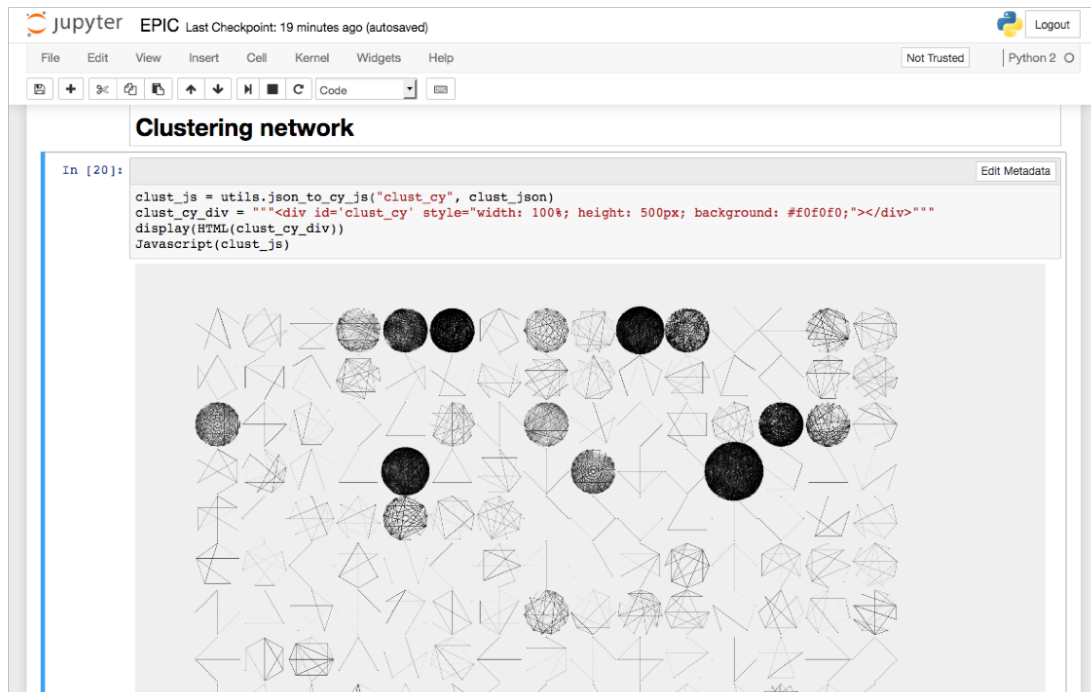 jupyter EPIC Last Checkpoint: 19 minutes ago (autosaved) Logout
File Edit View Insert Cell Kernel Widgets Help Not Trusted Python 2
Code
Clustering network
In [20]: Edit Metadata
clust_js = utils.json_to_cy_js("clust_cy", clust_json)
clust_cy_div = """<div id='clust_cy' style="width: 100%; height: 500px; background: #f0f0f0;"></div>"""
display(HTML(clust_cy_div))
Javascript(clust_js)